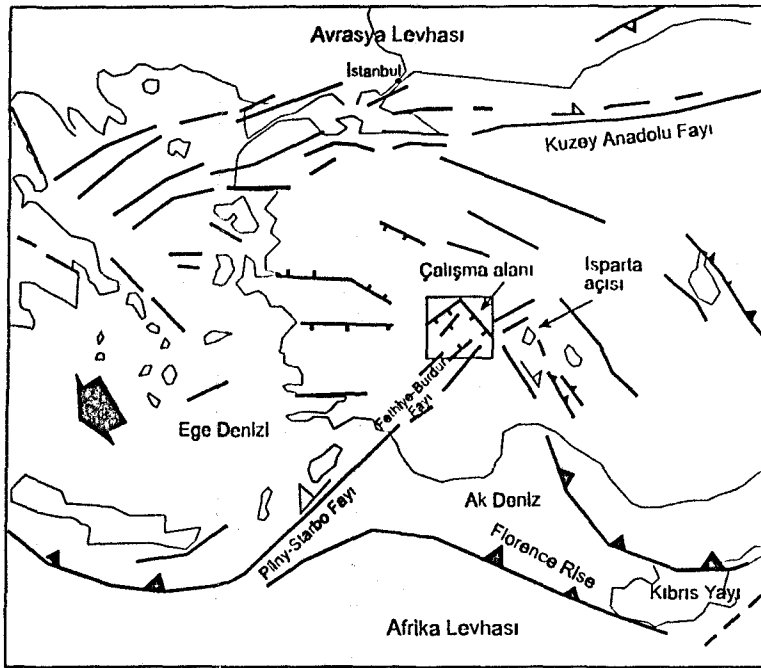 Avrasya Levhası
İstanbul
Kuzey Anadolu Fayı
Çalışma alanı
Isparta
açısı
Fethiye-Burdur
Fayı
Ege Denizi
Ak Deniz
Pliny-Starbo Fayı
Florence Rise
Kıbrıs Yayı
Afrika Levhası